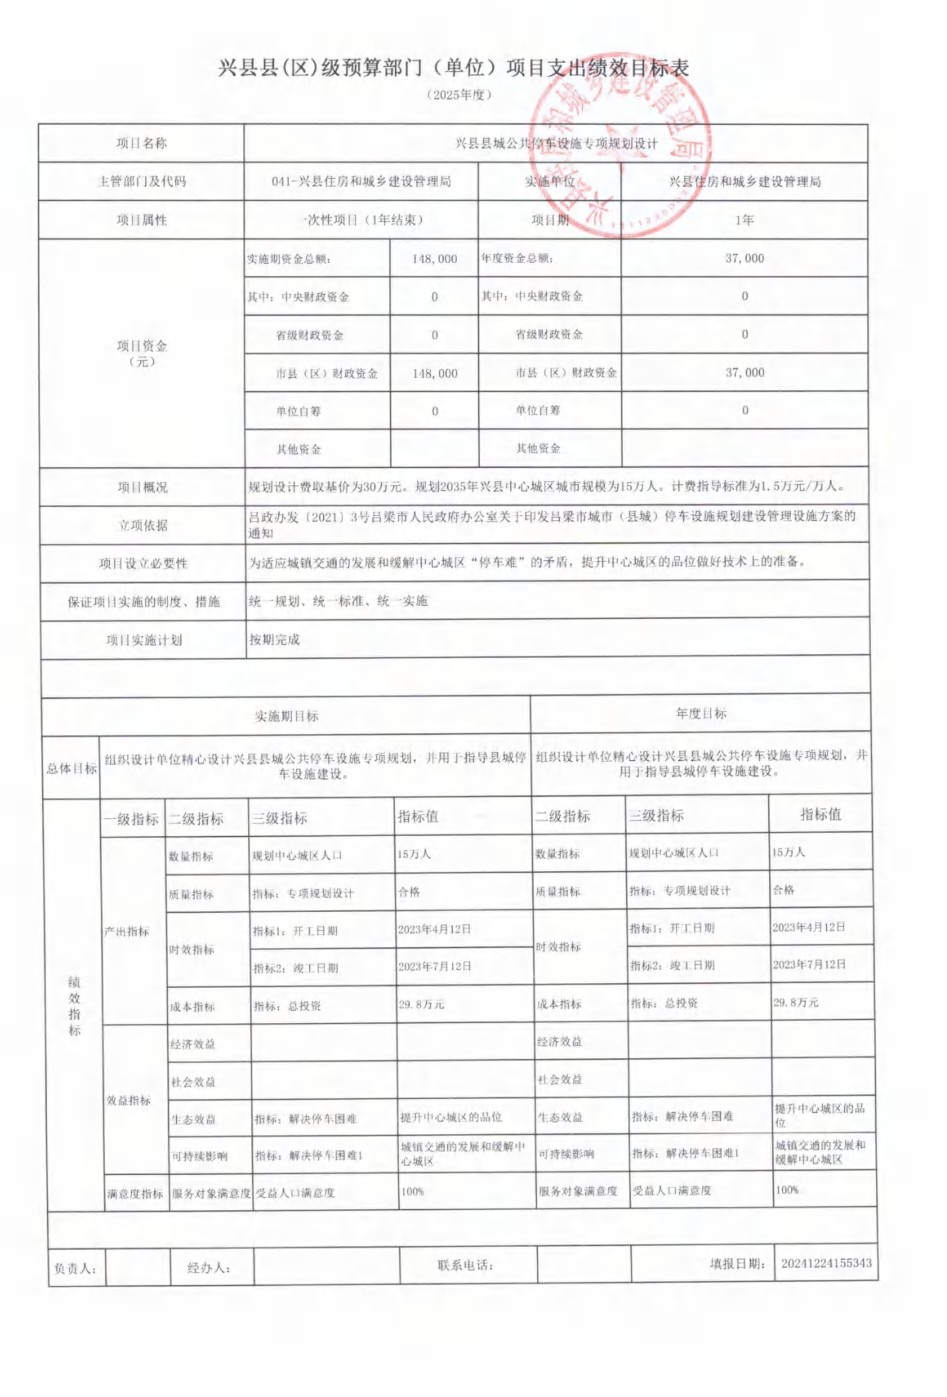 兴县县(区)级预算部门（单位）项目支出绩效目标表
（2025年度）
项目名称 兴县县城公共停车设施专项规划设计
主管部门及代码 041-兴县住房和城乡建设管理局 实施单位 兴县住房和城乡建设管理局
项目属性 一次性项目（1年结束） 项目期 1年
项目资金
（元）
实施期资金总额： 148,000 年度资金总额： 37,000
其中：中央财政资金 0 其中：中央财政资金 0
省级财政资金 0 省级财政资金 0
市县（区）财政资金 148,000 市县（区）财政资金 37,000
单位自筹 0 单位自筹 0
其他资金 其他资金
项目概况 规划设计费取基价为30万元。规划2035年兴县中心城区城市规模为15万人。计费指导标准为1.5万元/万人。
立项依据 吕政办发〔2021〕3号吕梁市人民政府办公室关于印发吕梁市城市（县城）停车设施规划建设管理设施方案的
通知
项目设立必要性 为适应城镇交通的发展和缓解中心城区“停车难”的矛盾，提升中心城区的品位做好技术上的准备。
保证项目实施的制度、措施 统一规划、统一标准、统一实施
项目实施计划 按期完成
实施期目标 年度目标
总体目标 组织设计单位精心设计兴县县城公共停车设施专项规划，并用于指导县城停
车设施建设。
组织设计单位精心设计兴县县城公共停车设施专项规划，并
用于指导县城停车设施建设。
绩效指标
一级指标 二级指标 三级指标 指标值 二级指标 三级指标 指标值
产出指标
数量指标 规划中心城区人口 15万人 数量指标 规划中心城区人口 15万人
质量指标 指标：专项规划设计 合格 质量指标 指标：专项规划设计 合格
时效指标 指标1：开工日期 2023年4月12日 时效指标 指标1：开工日期 2023年4月12日
指标2：竣工日期 2023年7月12日 指标2：竣工日期 2023年7月12日
成本指标 指标：总投资 29.8万元 成本指标 指标：总投资 29.8万元
效益指标
经济效益 经济效益
社会效益 社会效益
生态效益 指标：解决停车困难 提升中心城区的品位 生态效益 指标：解决停车困难 提升中心城区的品
位
可持续影响 指标：解决停车困难1 城镇交通的发展和缓解中
心城区
可持续影响 指标：解决停车困难1 城镇交通的发展和
缓解中心城区
满意度指标 服务对象满意度 受益人口满意度 100% 服务对象满意度 受益人口满意度 100%
负责人： 经办人： 联系电话： 填报日期： 20241224155343
兴县住房和城乡建设管理局